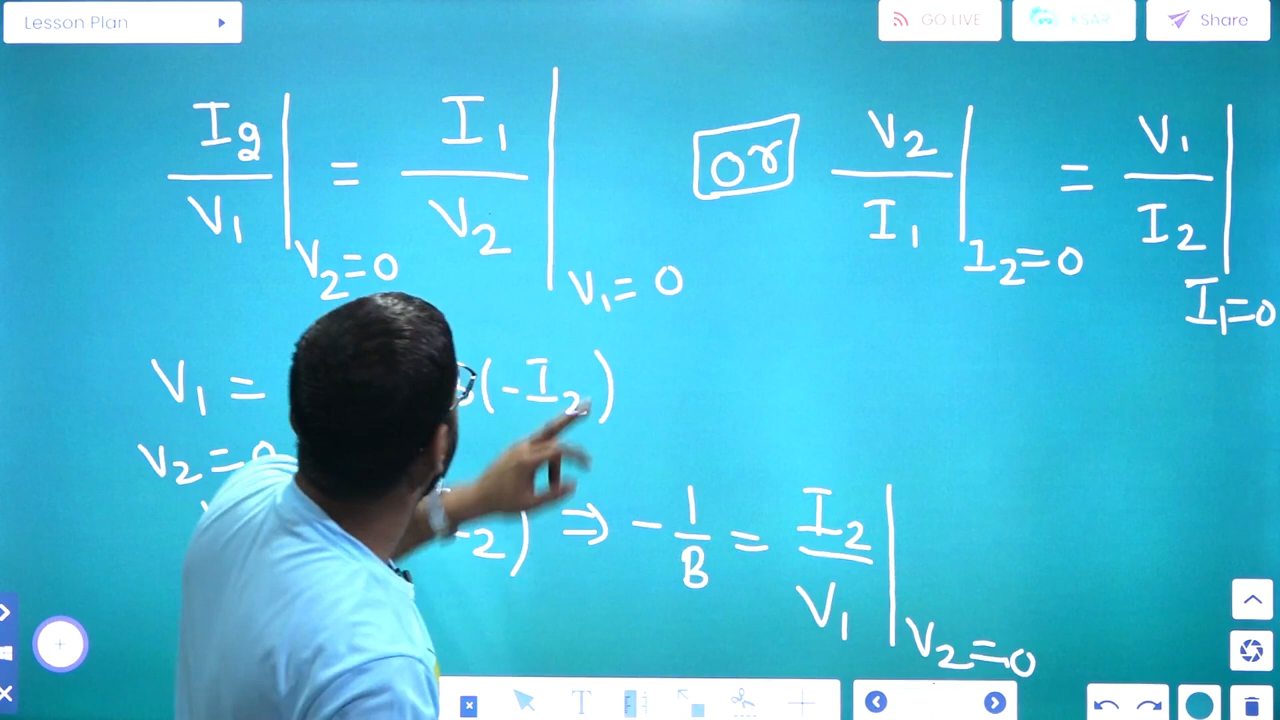 Lesson Plan
GO LIVE
KSAR
Share
I2/V1 |V2=0 = I1/V2 |V1=0
or
V2/I1 |I2=0 = V1/I2 |I1=0
V1 = (-I2)
V2=0
2) ⇒ -1/B = I2/V1 |V2=0
T